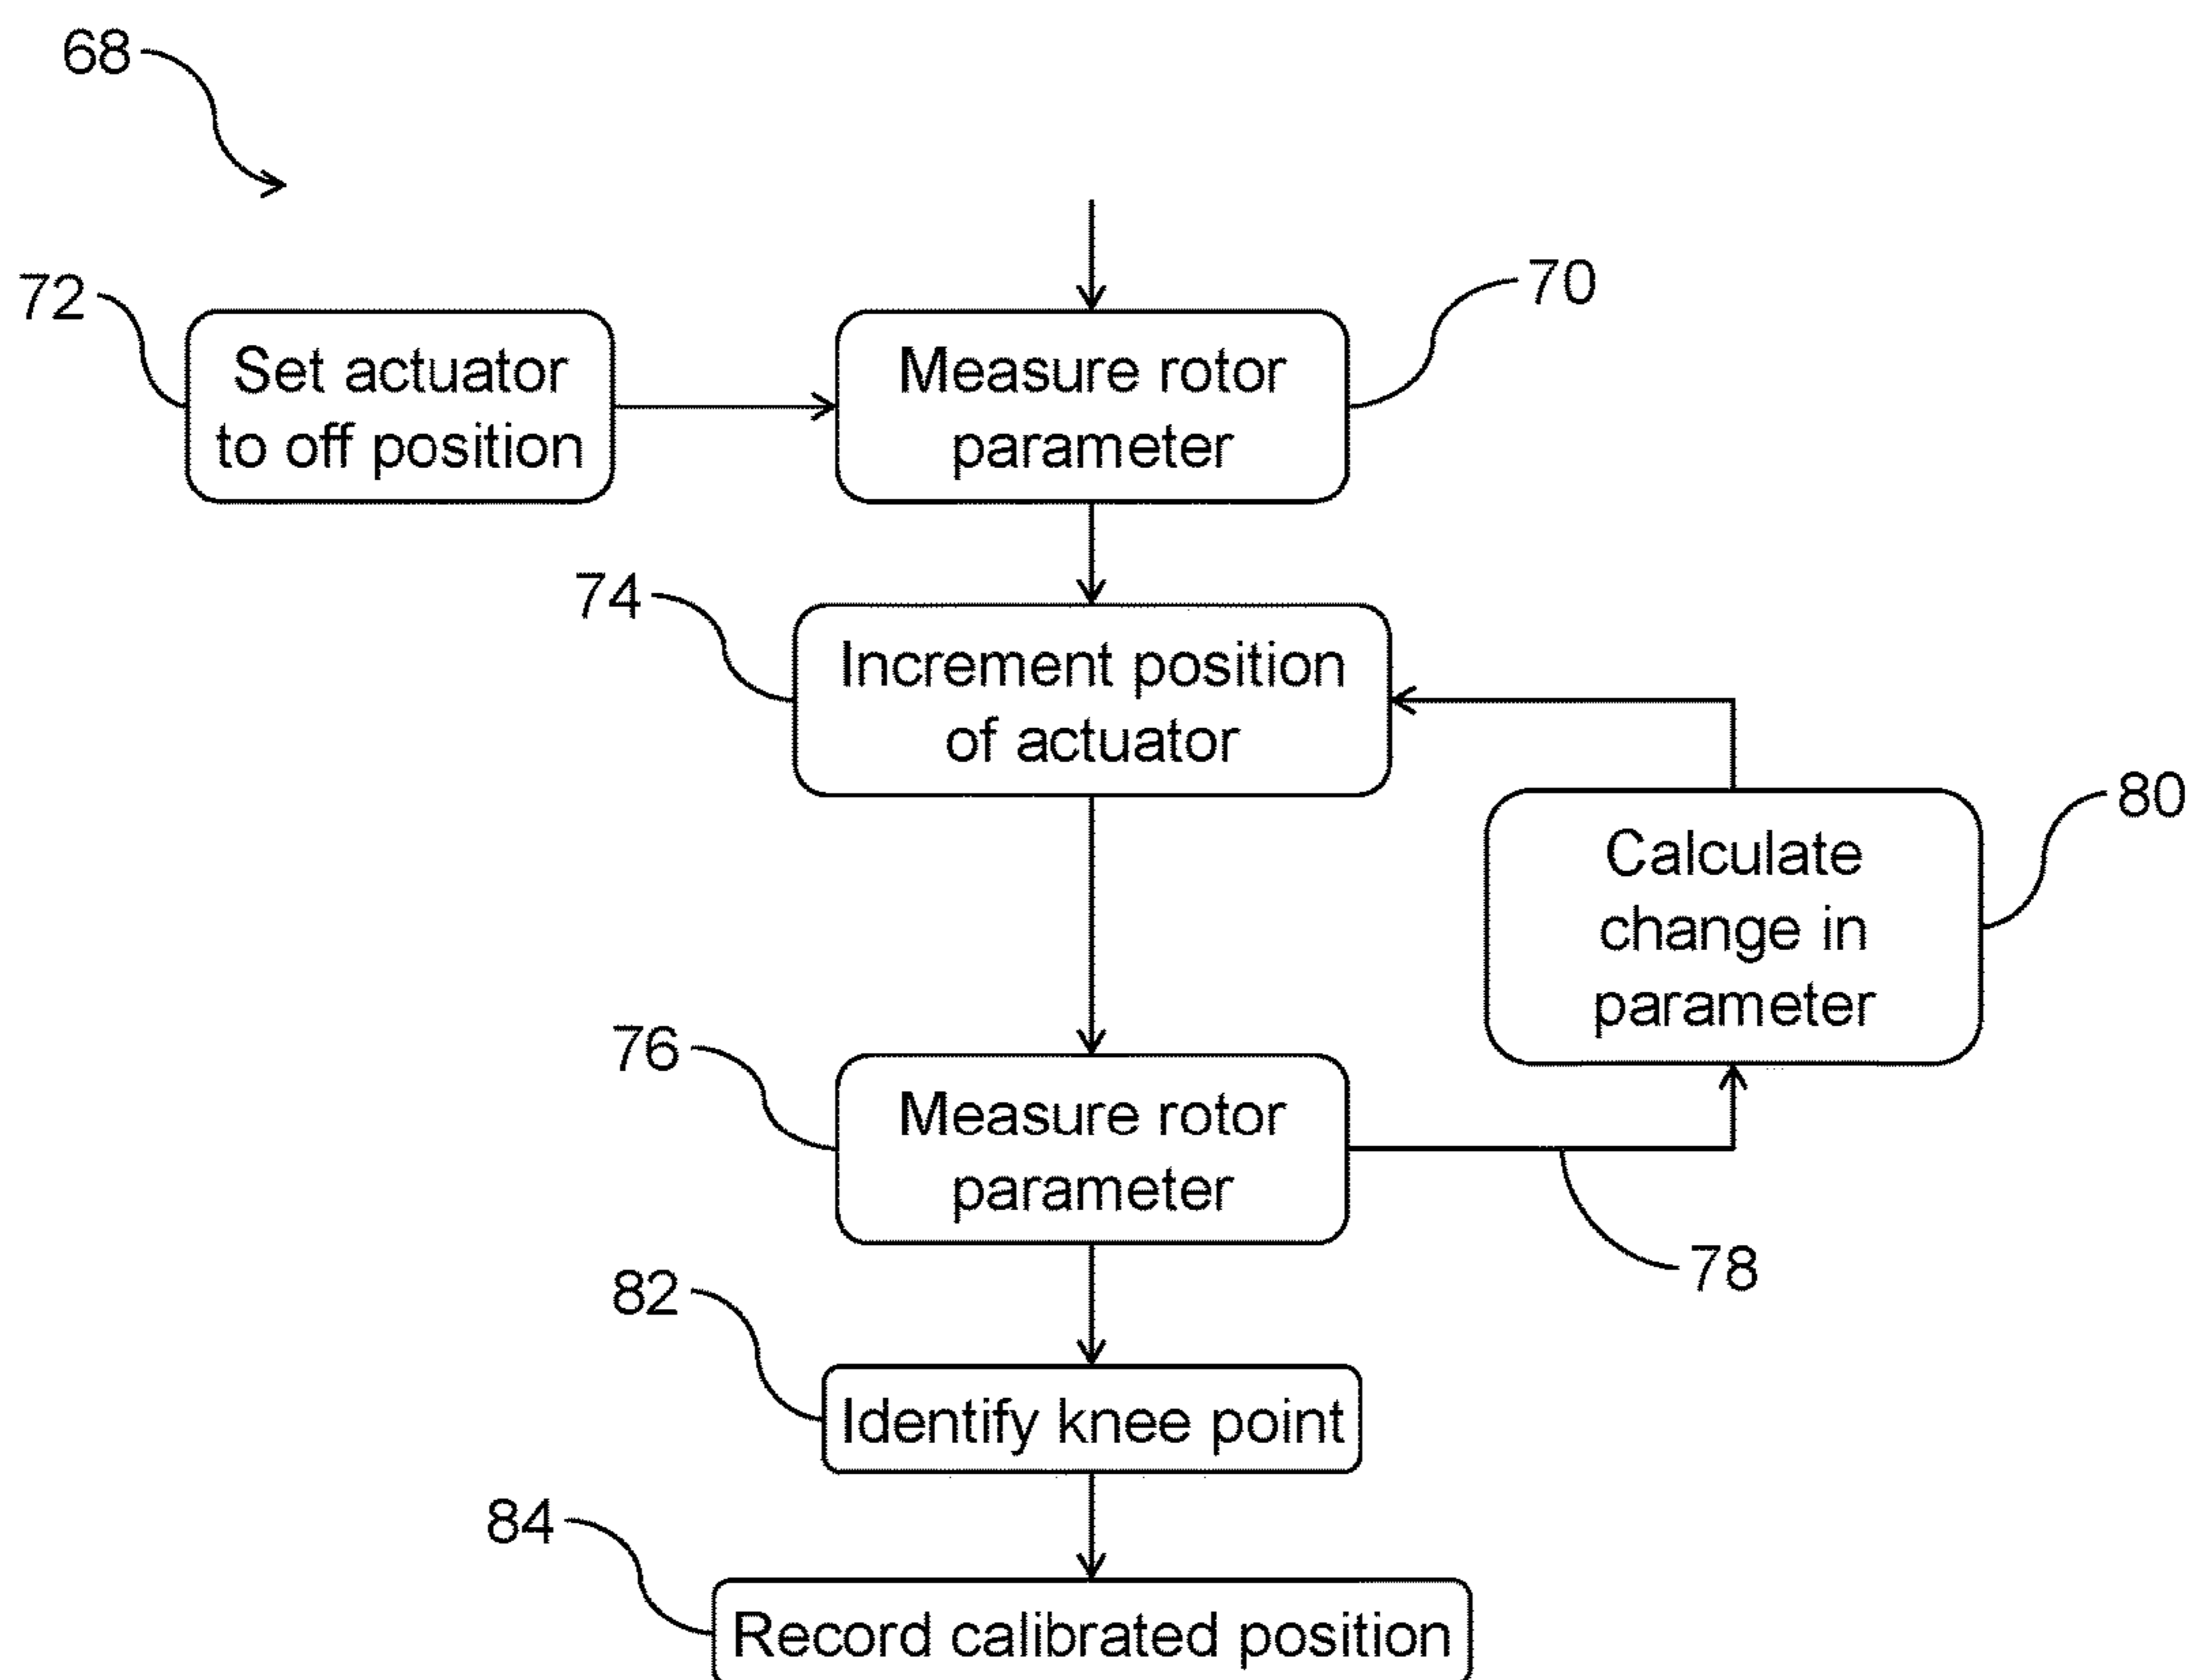 68
72
Set actuator
to off position
Measure rotor
parameter
70
74
Increment position
of actuator
Calculate
change in
parameter
80
76
Measure rotor
parameter
78
82
Identify knee point
84
Record calibrated position